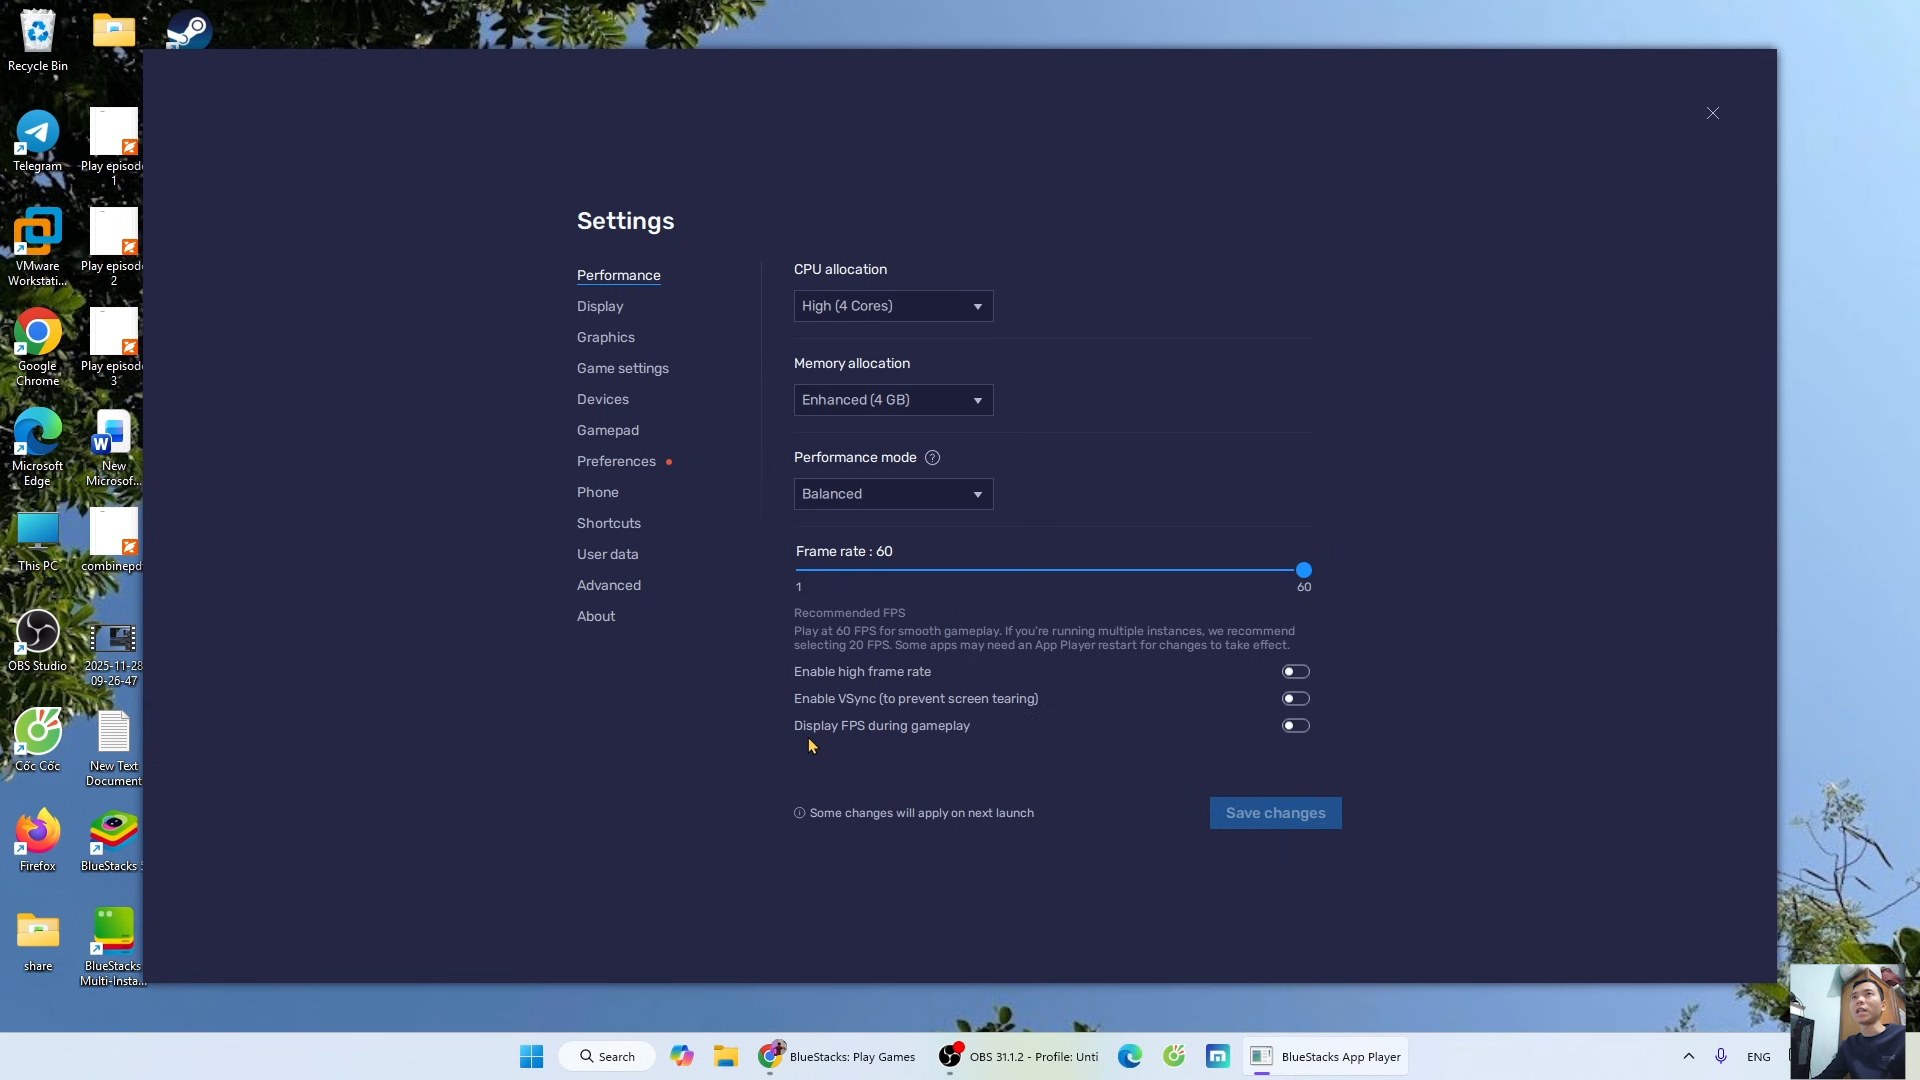 Recycle Bin
Telegram
Play episode
1
VMware
Workstati...
Play episode
2
Google
Chrome
Play episode
3
Microsoft
Edge
New
Microsof...
This PC
combinepdf
OBS Studio
2025-11-28
09-26-47
Cốc Cốc
New Text
Document
Firefox
BlueStacks 5
share
BlueStacks
Multi-Insta...
Settings
Performance
Display
Graphics
Game settings
Devices
Gamepad
Preferences
Phone
Shortcuts
User data
Advanced
About
CPU allocation
High (4 Cores)
Memory allocation
Enhanced (4 GB)
Performance mode
Balanced
Frame rate : 60
1
60
Recommended FPS
Play at 60 FPS for smooth gameplay. If you're running multiple instances, we recommend
selecting 20 FPS. Some apps may need an App Player restart for changes to take effect.
Enable high frame rate
Enable VSync (to prevent screen tearing)
Display FPS during gameplay
Some changes will apply on next launch
Save changes
Search
BlueStacks: Play Games
OBS 31.1.2 - Profile: Unti
BlueStacks App Player
ENG